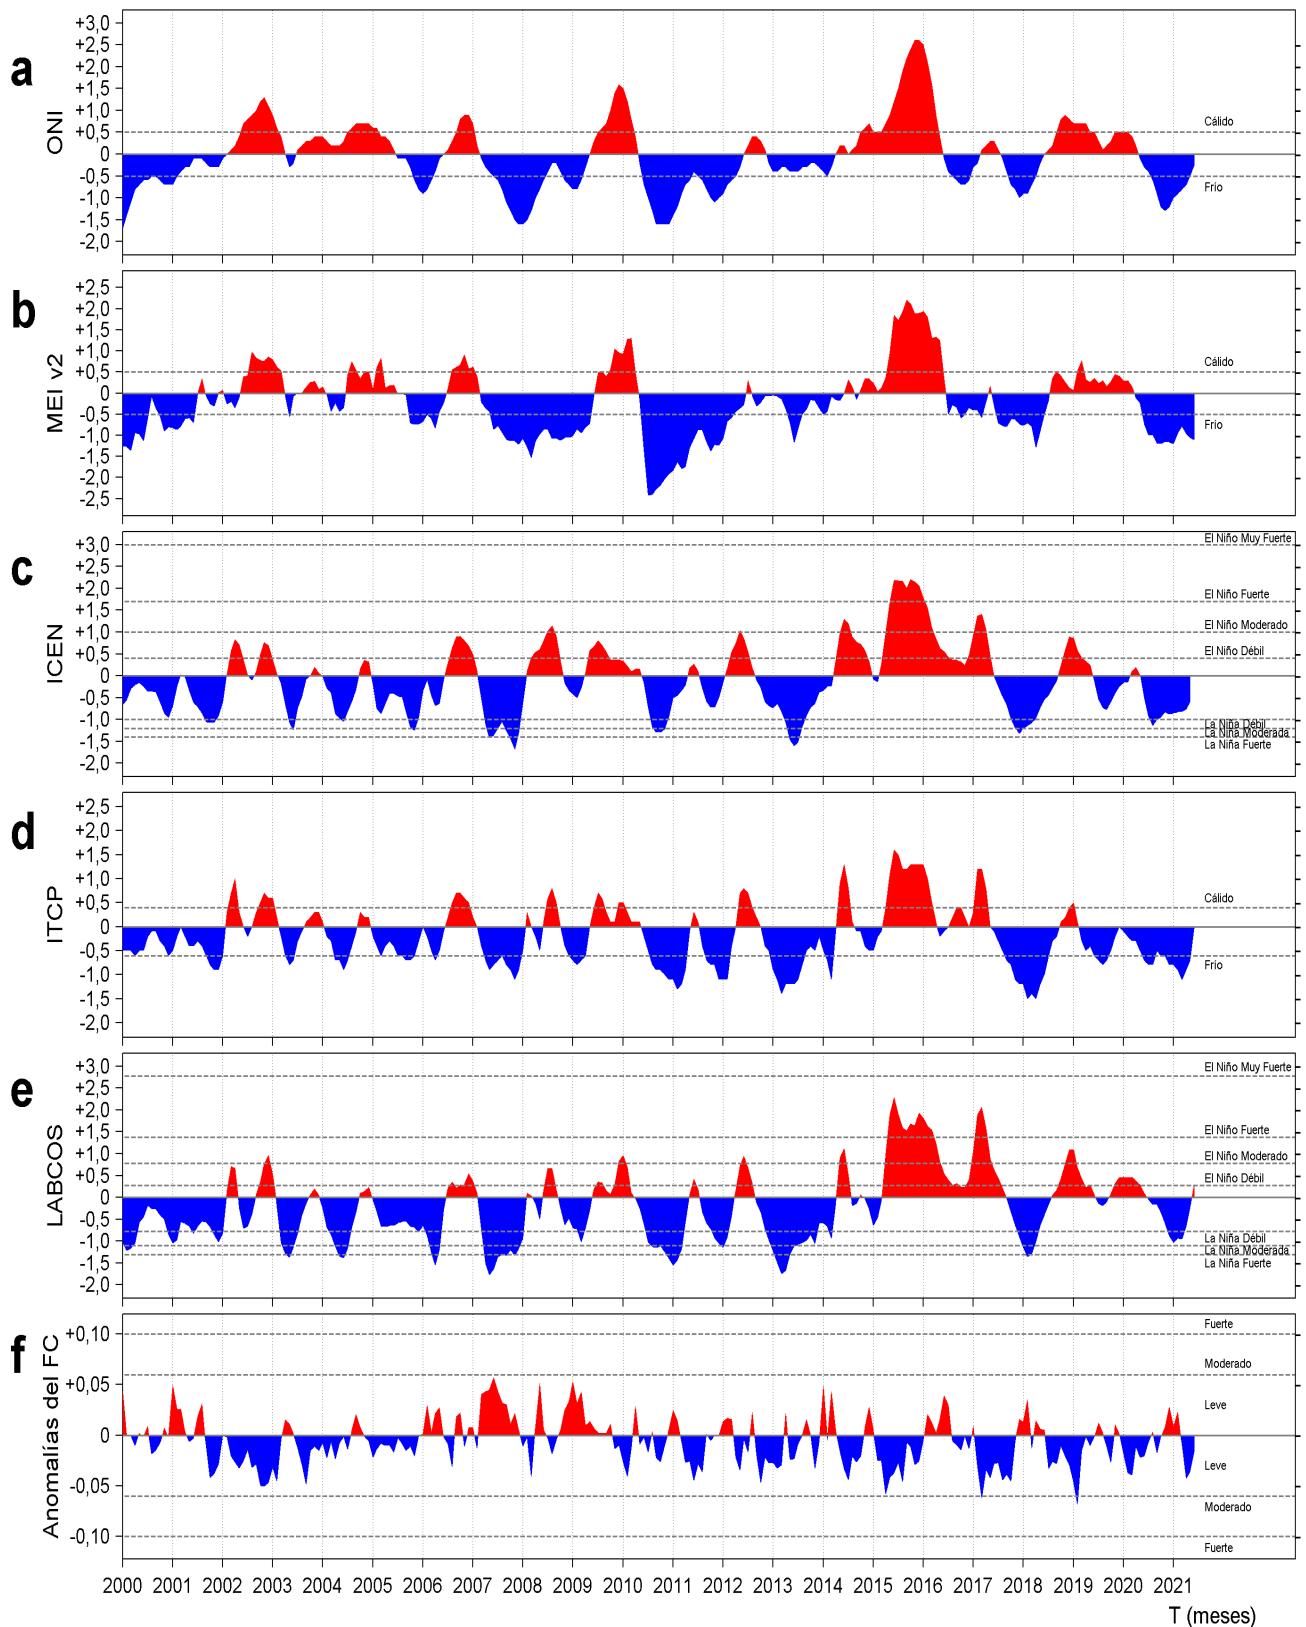 a
ONI
+3,0
+2,5
+2,0
+1,5
+1,0
+0,5
0
-0,5
-1,0
-1,5
-2,0
Cálido
Frío
b
MEI v2
+2,5
+2,0
+1,5
+1,0
+0,5
0
-0,5
-1,0
-1,5
-2,0
-2,5
Cálido
Frío
c
ICEN
+3,0
+2,5
+2,0
+1,5
+1,0
+0,5
0
-0,5
-1,0
-1,5
-2,0
El Niño Muy Fuerte
El Niño Fuerte
El Niño Moderado
El Niño Débil
La Niña Débil
La Niña Moderada
La Niña Fuerte
d
ITCP
+2,5
+2,0
+1,5
+1,0
+0,5
0
-0,5
-1,0
-1,5
-2,0
Cálido
Frío
e
LABCOS
+3,0
+2,5
+2,0
+1,5
+1,0
+0,5
0
-0,5
-1,0
-1,5
-2,0
El Niño Muy Fuerte
El Niño Fuerte
El Niño Moderado
El Niño Débil
La Niña Débil
La Niña Moderada
La Niña Fuerte
f
Anomalías del FC
+0,10
+0,05
0
-0,05
-0,10
Fuerte
Moderado
Leve
Leve
Moderado
Fuerte
2000 2001 2002 2003 2004 2005 2006 2007 2008 2009 2010 2011 2012 2013 2014 2015 2016 2017 2018 2019 2020 2021
T (meses)